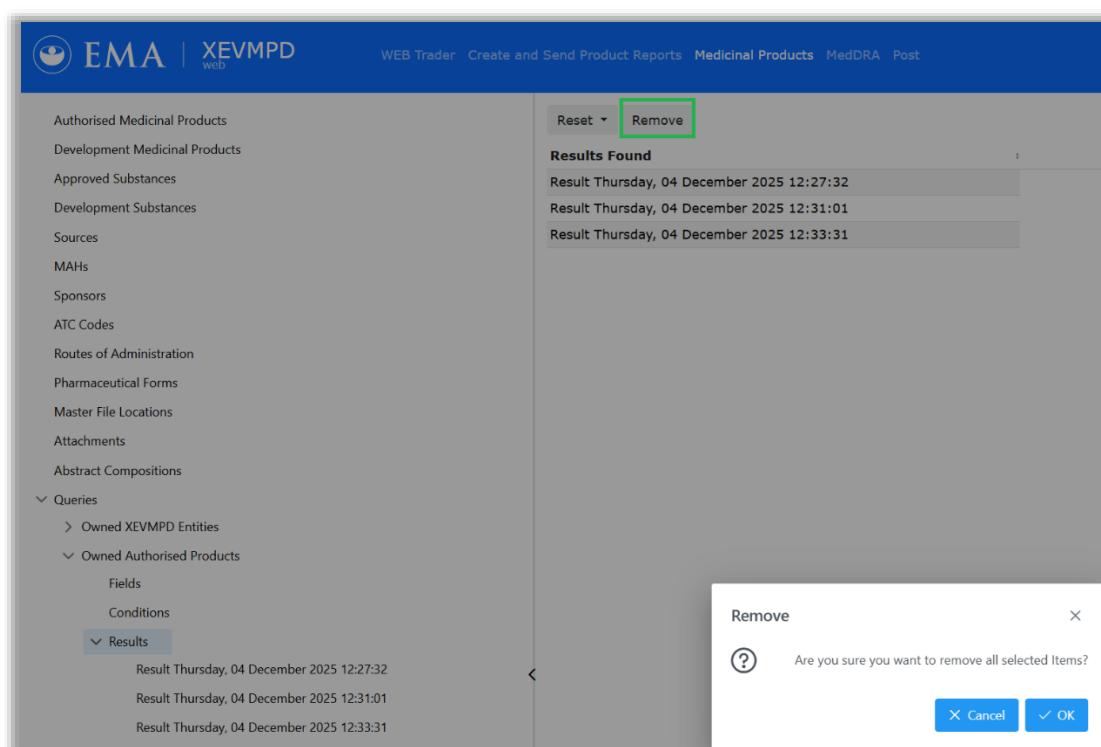 EMA | XEVMPD
web
WEB Trader Create and Send Product Reports Medicinal Products MedDRA Post
Authorised Medicinal Products
Development Medicinal Products
Approved Substances
Development Substances
Sources
MAHs
Sponsors
ATC Codes
Routes of Administration
Pharmaceutical Forms
Master File Locations
Attachments
Abstract Compositions
Queries
Owned XEVMPD Entities
Owned Authorised Products
Fields
Conditions
Results
Result Thursday, 04 December 2025 12:27:32
Result Thursday, 04 December 2025 12:31:01
Result Thursday, 04 December 2025 12:33:31
Reset Remove
Results Found
Result Thursday, 04 December 2025 12:27:32
Result Thursday, 04 December 2025 12:31:01
Result Thursday, 04 December 2025 12:33:31
Remove
Are you sure you want to remove all selected Items?
Cancel OK